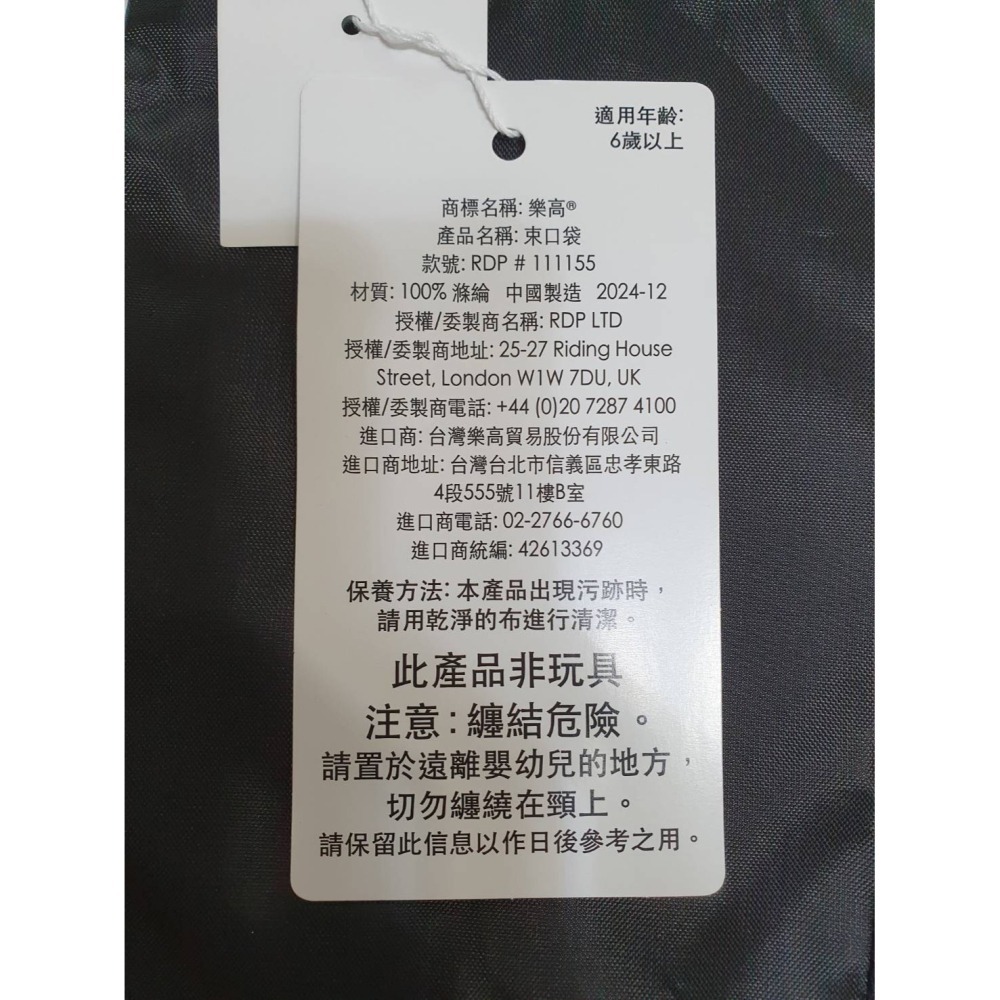 適用年齡:
6歲以上
商標名稱: 樂高®
產品名稱: 束口袋
款號: RDP # 111155
材質: 100% 滌綸 中國製造 2024-12
授權/委製商名稱: RDP LTD
授權/委製商地址: 25-27 Riding House
Street, London W1W 7DU, UK
授權/委製商電話: +44 (0)20 7287 4100
進口商: 台灣樂高貿易股份有限公司
進口商地址: 台灣台北市信義區忠孝東路
4段555號11樓B室
進口商電話: 02-2766-6760
進口商統編: 42613369
保養方法: 本產品出現污跡時，
請用乾淨的布進行清潔。
此產品非玩具
注意: 纏結危險。
請置於遠離嬰幼兒的地方，
切勿纏繞在頸上。
請保留此信息以作日後參考之用。